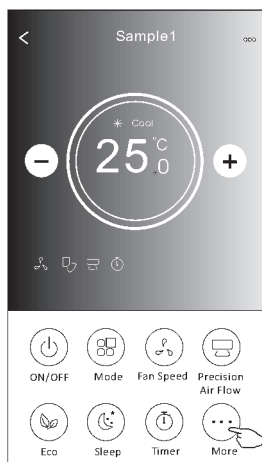 Sample1
Cool
25.0°C
ON/OFF Mode Fan Speed Precision Air Flow
Eco Sleep Timer More